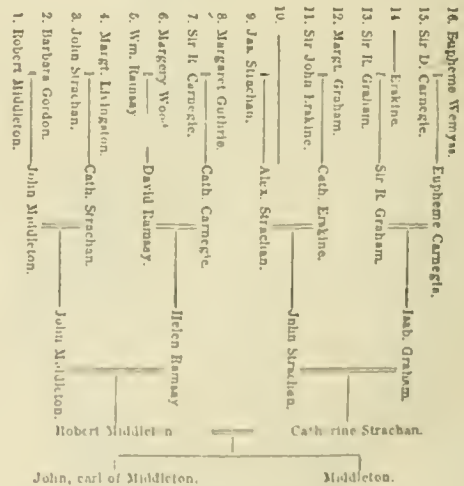 1. Robert Middleton.
2. Barbara Gordon.
3. John Strachan.
4. Margt. Livingston.
5. Wm. Ramsay
6. Margery Wood
7. Sir R. Carnegie.
8. Margaret Guthrie.
9. Jas. Strachan.
10.
11. Sir John Erskine.
12. Margt. Graham.
13. Sir R. Graham.
14 Erskine.
15. Sir D. Carnegie.
16. Eupheme Wemyss.
John Middleton.
Cath. Strachan.
David Ramsay.
Cath. Carnegie.
Alex. Strachan.
Cath. Erskine.
Sir R. Graham.
Eupheme Carnegie.
John Middleton.
Helen Ramsay
John Strachan.
Isab. Graham.
Robert Middleton
Catherine Strachan.
John, earl of Middleton.
Middleton.